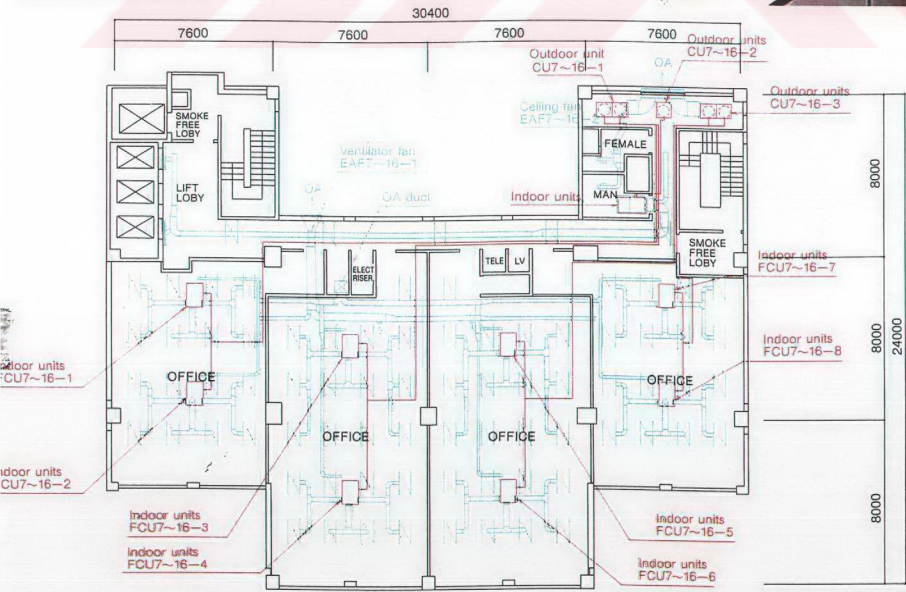 30400
7600
7600
7600
7600
Outdoor unit
CU7~16-1
Outdoor units
CU7~16-2
OA
Outdoor units
CU7~16-3
SMOKE
FREE
LOBY
Ceiling fan
EAF7~16-2
FEMALE
Ventilator fan
EAF7~16-1
8000
LIFT
LOBY
OA
OA duct
Indoor units
MAN
SMOKE
FREE
LOBY
ELECT
RISER
TELE
LV
Indoor units
FCU7~16-7
Indoor units
FCU7~16-8
8000
24000
Indoor units
FCU7~16-1
OFFICE
OFFICE
OFFICE
OFFICE
Indoor units
FCU7~16-2
8000
Indoor units
FCU7~16-3
Indoor units
FCU7~16-5
Indoor units
FCU7~16-4
Indoor units
FCU7~16-6